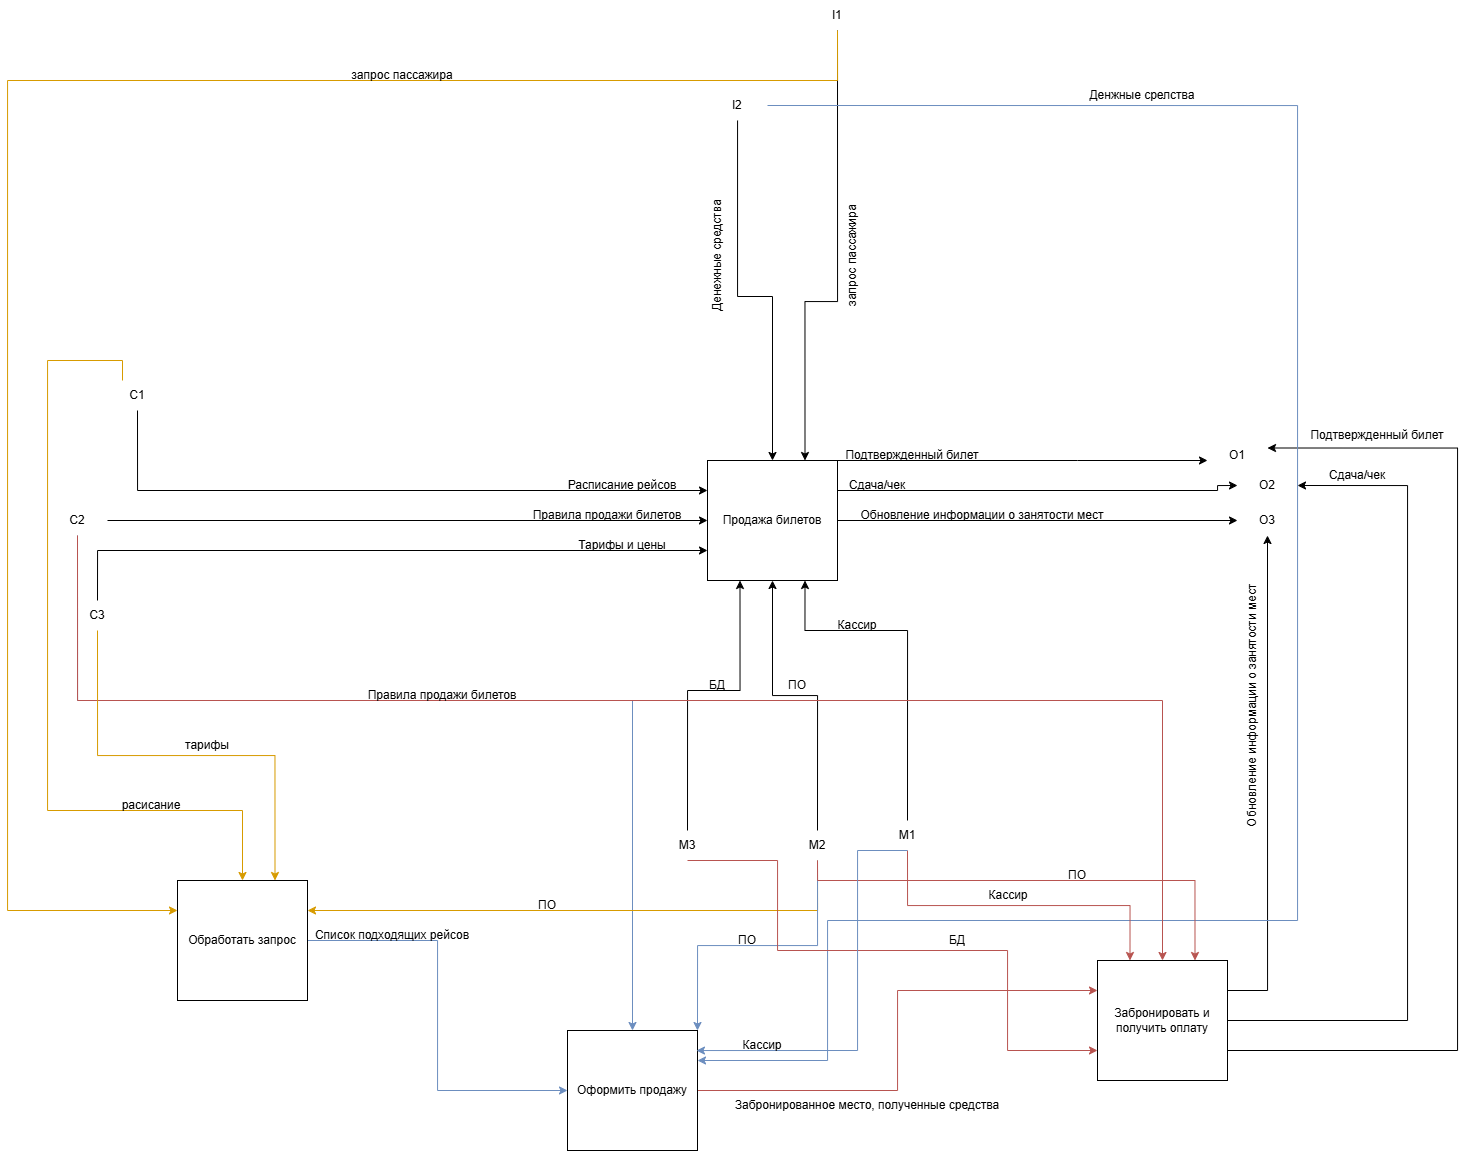 I1
запрос пассажира
I2
Денжные срелства
Денежные средства
запрос пассажира
C1
Подтвержденный билет
Подтвержденный билет
O1
Сдача/чек
Расписание рейсов
Сдача/чек
O2
Правила продажи билетов
C2
Продажа билетов
Обновление информации о занятости мест
O3
Тарифы и цены
C3
Кассир
Обновление информации о занятости мест
БД
ПО
Правила продажи билетов
тарифы
расисание
M3
M2
M1
ПО
Кассир
ПО
Обработать запрос
Список подходящих рейсов
ПО
БД
Забронировать и
получить оплату
Кассир
Оформить продажу
Забронированное место, полученные средства